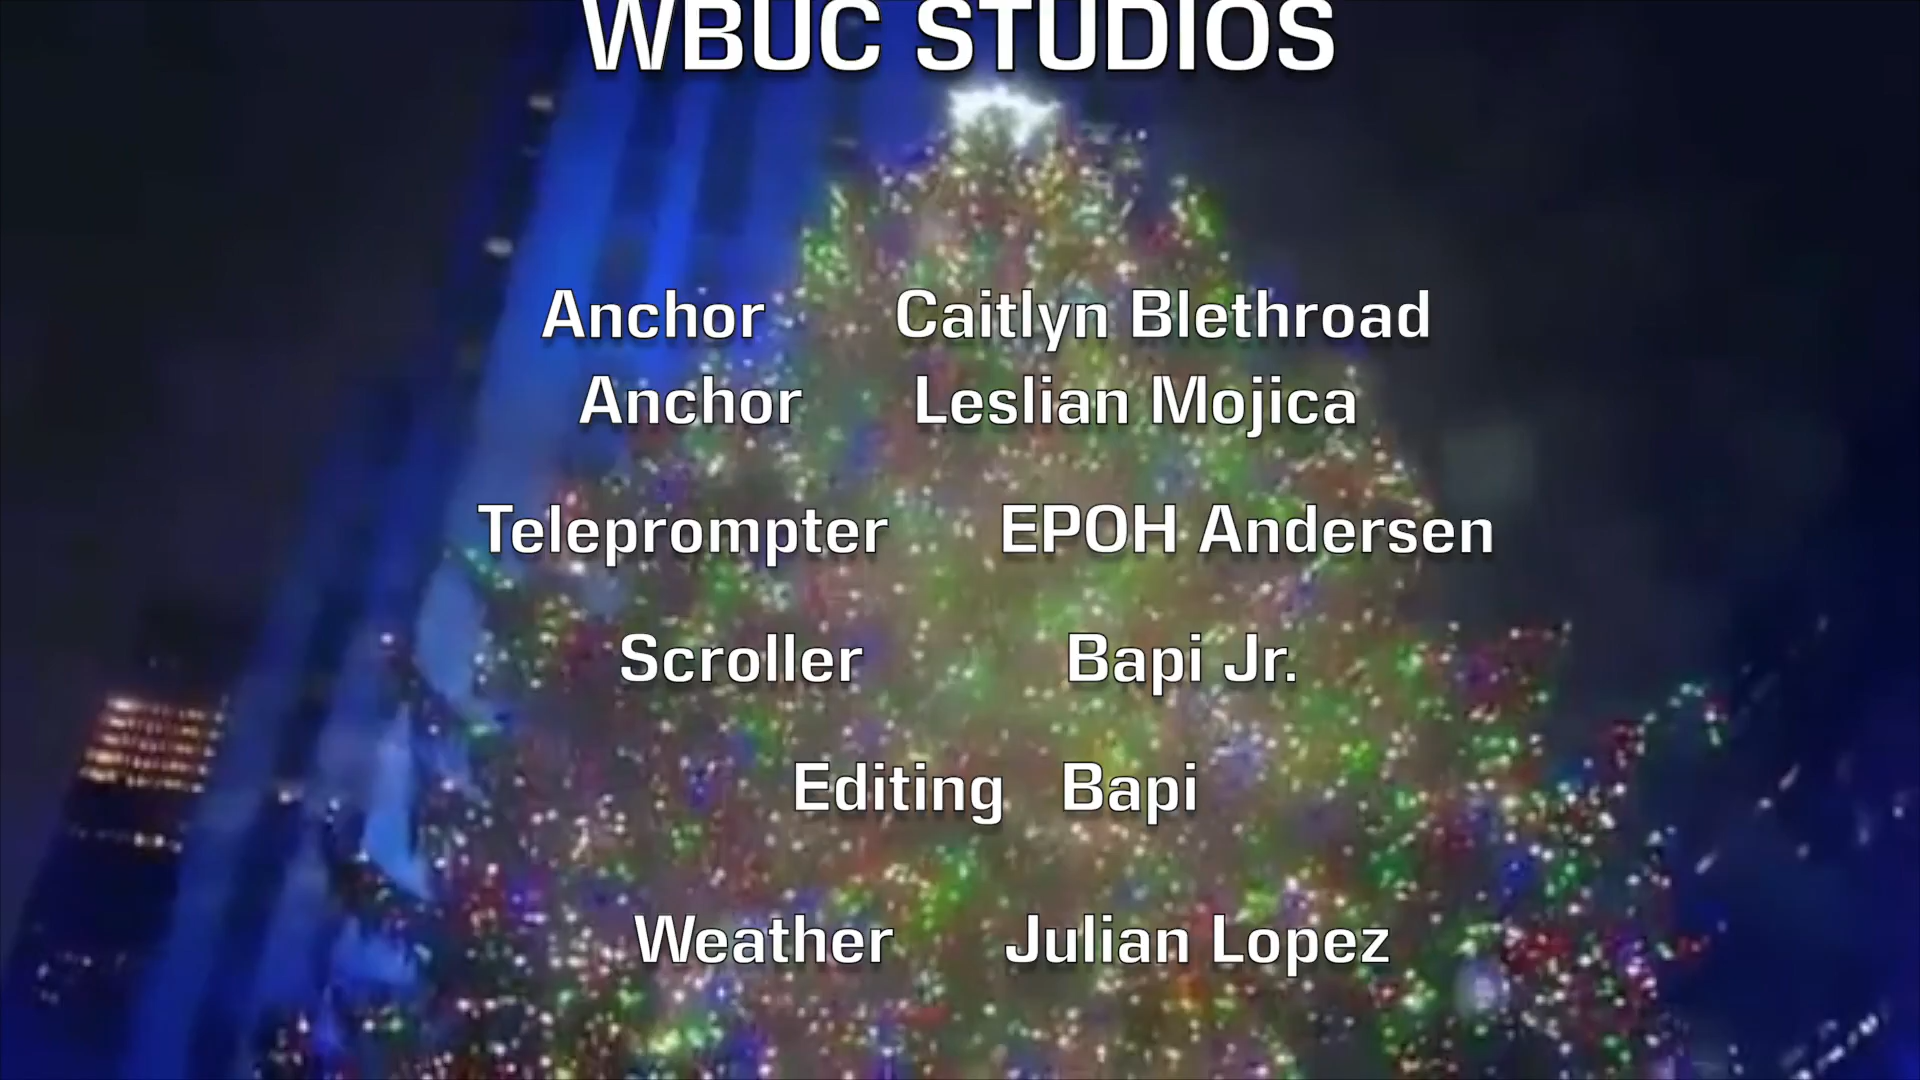 WBUC STUDIOS
Anchor Caitlyn Blethroad
Anchor Leslian Mojica
Teleprompter EPOH Andersen
Scroller Bapi Jr.
Editing Bapi
Weather Julian Lopez